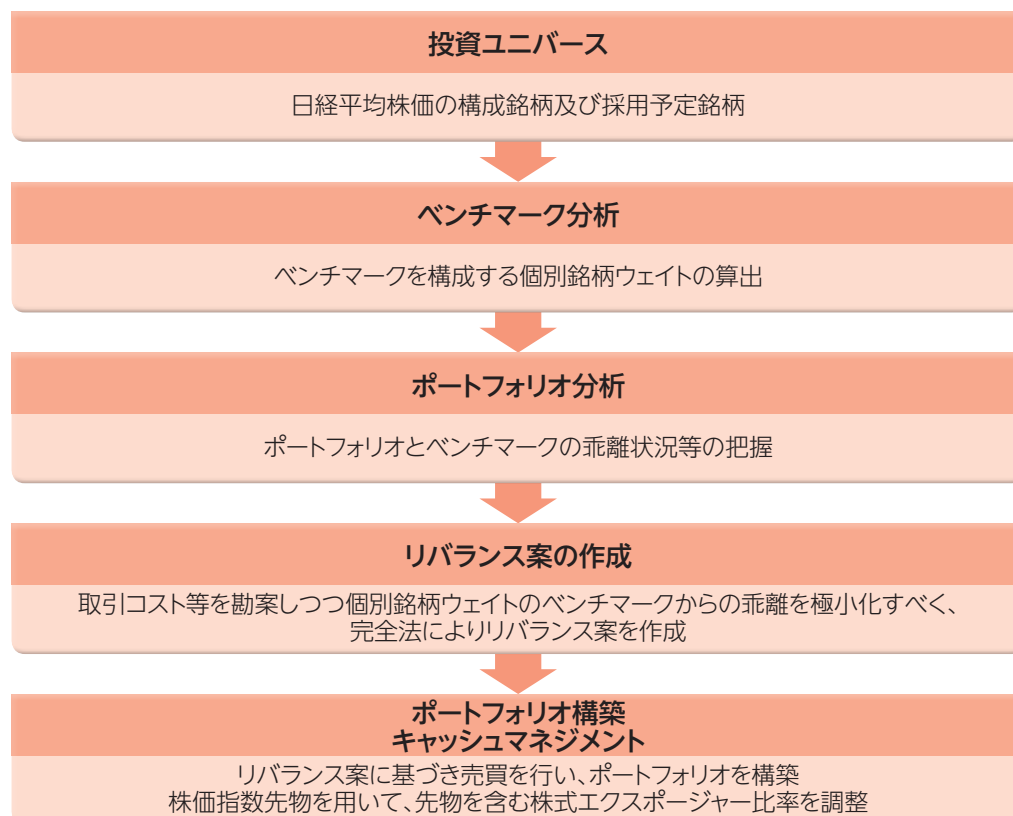 投資ユニバース
日経平均株価の構成銘柄及び採用予定銘柄
ベンチマーク分析
ベンチマークを構成する個別銘柄ウェイトの算出
ポートフォリオ分析
ポートフォリオとベンチマークの乖離状況等の把握
リバランス案の作成
取引コスト等を勘案しつつ個別銘柄ウェイトのベンチマークからの乖離を極小化すべく、
完全法によりリバランス案を作成
ポートフォリオ構築
キャッシュマネジメント
リバランス案に基づき売買を行い、ポートフォリオを構築
株価指数先物を用いて、先物を含む株式エクスポージャー比率を調整